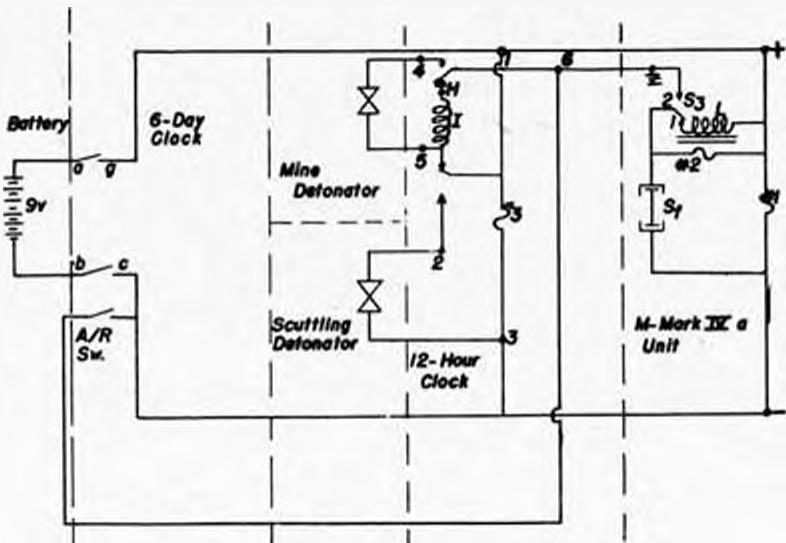 Battery
6-Day
Clock
a
g
9v
b
c
A/R
Sw.
Mine
Detonator
Scuttling
Detonator
12-Hour
Clock
4
5
H
I
2
3
3
6
2
1
S3
#2
S1
M-Mark IV a
Unit
+